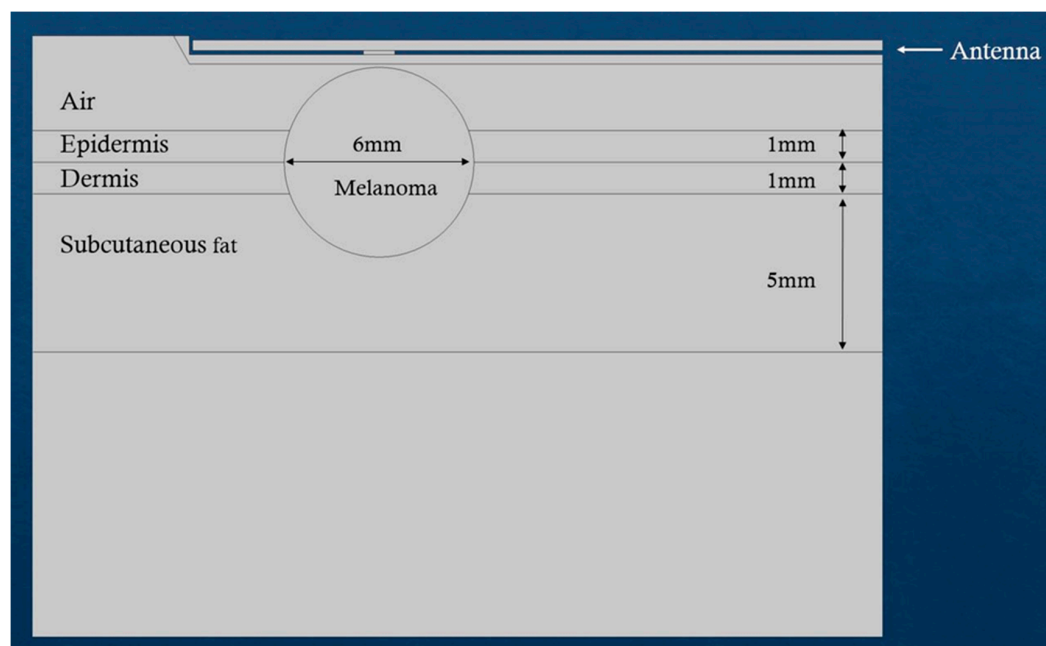 Antenna
Air
Epidermis
6mm
1mm
Dermis
Melanoma
1mm
Subcutaneous fat
5mm